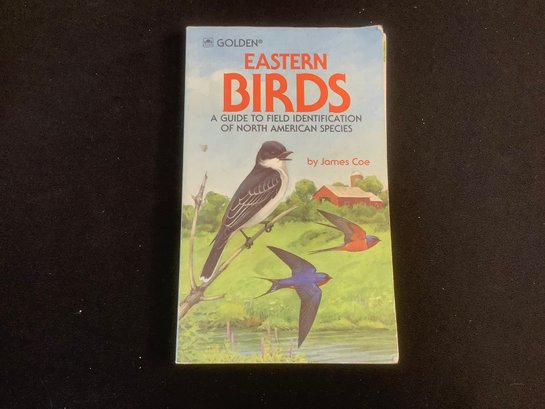 GOLDEN®
EASTERN
BIRDS
A GUIDE TO FIELD IDENTIFICATION
OF NORTH AMERICAN SPECIES
by James Coe